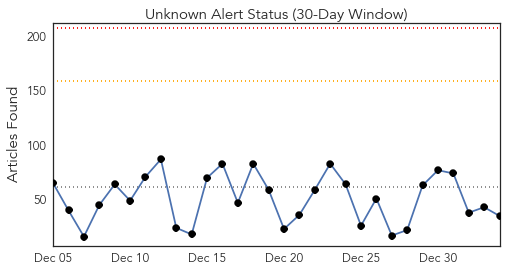 Unknown Alert Status (30-Day Window)
200
150
100
50
Articles Found
Dec 05 Dec 10 Dec 15 Dec 20 Dec 25 Dec 30